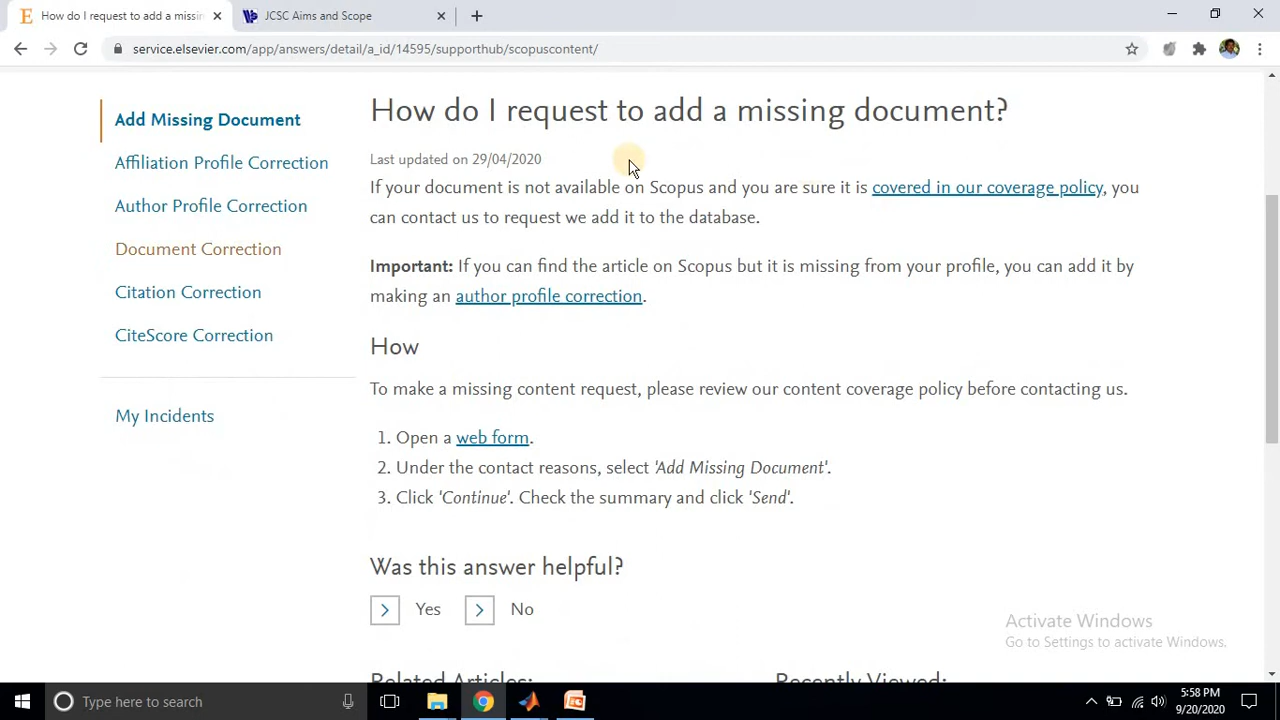 How do I request to add a missin
JCSC Aims and Scope
service.elsevier.com/app/answers/detail/a_id/14595/supporthub/scopuscontent/
Add Missing Document
Affiliation Profile Correction
Author Profile Correction
Document Correction
Citation Correction
CiteScore Correction
My Incidents
How do I request to add a missing document?
Last updated on 29/04/2020
If your document is not available on Scopus and you are sure it is covered in our coverage policy, you
can contact us to request we add it to the database.
Important: If you can find the article on Scopus but it is missing from your profile, you can add it by
making an author profile correction.
How
To make a missing content request, please review our content coverage policy before contacting us.
1. Open a web form.
2. Under the contact reasons, select 'Add Missing Document'.
3. Click 'Continue'. Check the summary and click 'Send'.
Was this answer helpful?
Yes
No
Related Articles:
Recently Viewed:
Activate Windows
Go to Settings to activate Windows.
Type here to search
5:58 PM
9/20/2020